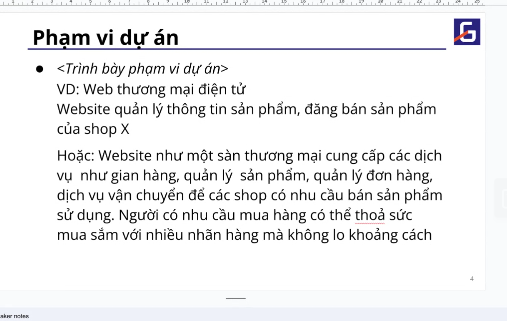 Phạm vi dự án
● <Trình bày phạm vi dự án>
VD: Web thương mại điện tử
Website quản lý thông tin sản phẩm, đăng bán sản phẩm
của shop X
Hoặc: Website như một sàn thương mại cung cấp các dịch
vụ như gian hàng, quản lý sản phẩm, quản lý đơn hàng,
dịch vụ vận chuyển để các shop có nhu cầu bán sản phẩm
sử dụng. Người có nhu cầu mua hàng có thể thoả sức
mua sắm với nhiều nhãn hàng mà không lo khoảng cách
4
aker notes